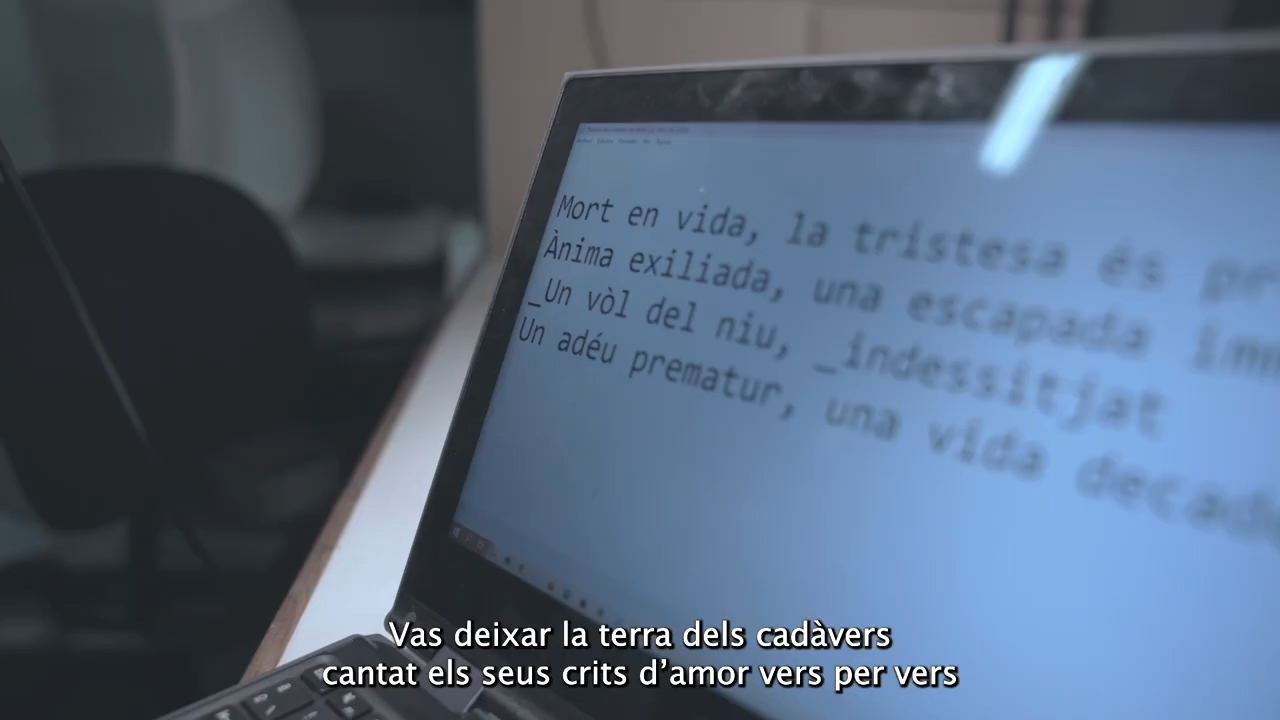 Mort en vida, la tristesa és
Ànima exiliada, una escapada
_Un vòl del niu, _indessitjat
Un adéu prematur, una vida
Vas deixar la terra dels cadàvers
cantat els seus crits d’amor vers per vers